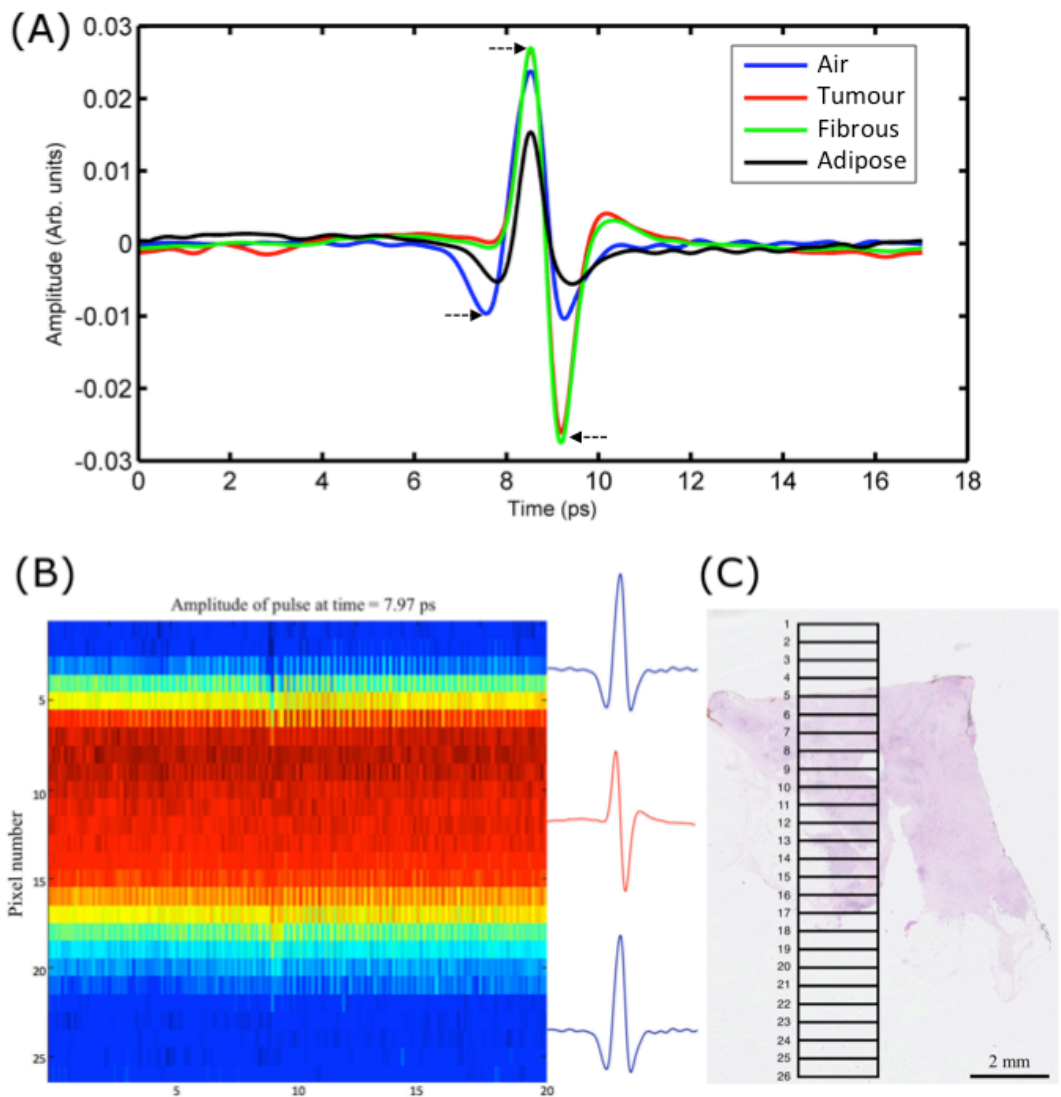 (A)
0.03
0.02
0.01
0
-0.01
-0.02
-0.03
Amplitude (Arb. units)
0 2 4 6 8 10 12 14 16 18
Time (ps)
Air
Tumour
Fibrous
Adipose
(B)
Amplitude of pulse at time = 7.97 ps
Pixel number
5
10
15
20
25
5 10 15 20
(C)
1
2
3
4
5
6
7
8
9
10
11
12
13
14
15
16
17
18
19
20
21
22
23
24
25
26
2 mm